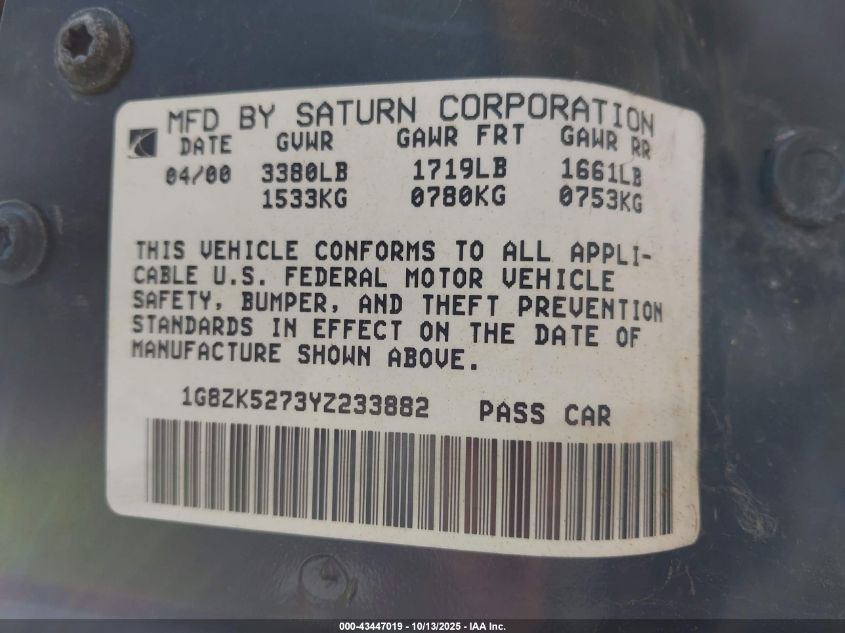 MFD BY SATURN CORPORATION
DATE GVWR GAWR FRT GAWR RR
04/00 3380LB 1719LB 1661LB
1533KG 0780KG 0753KG
THIS VEHICLE CONFORMS TO ALL APPLI-
CABLE U.S. FEDERAL MOTOR VEHICLE
SAFETY, BUMPER, AND THEFT PREVENTION
STANDARDS IN EFFECT ON THE DATE OF
MANUFACTURE SHOWN ABOVE.
1G8ZK5273YZ233882 PASS CAR
000-43447019 - 10/13/2025 - IAA Inc.